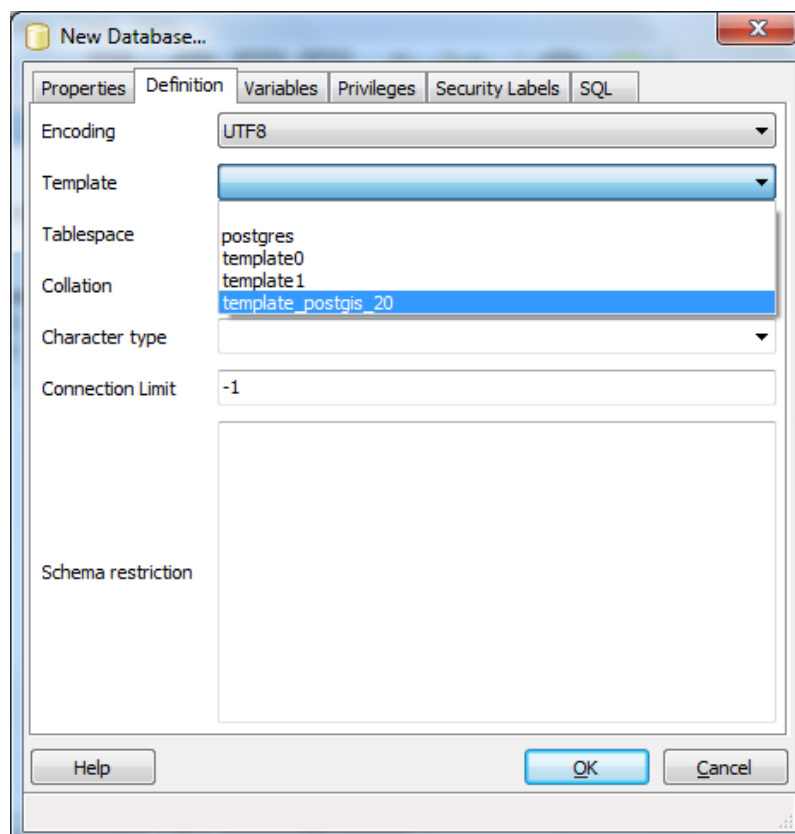 New Database...
Properties Definition Variables Privileges Security Labels SQL
Encoding UTF8
Template
Tablespace
postgres
template0
Collation
template1
template_postgis_20
Character type
Connection Limit -1
Schema restriction
Help OK Cancel